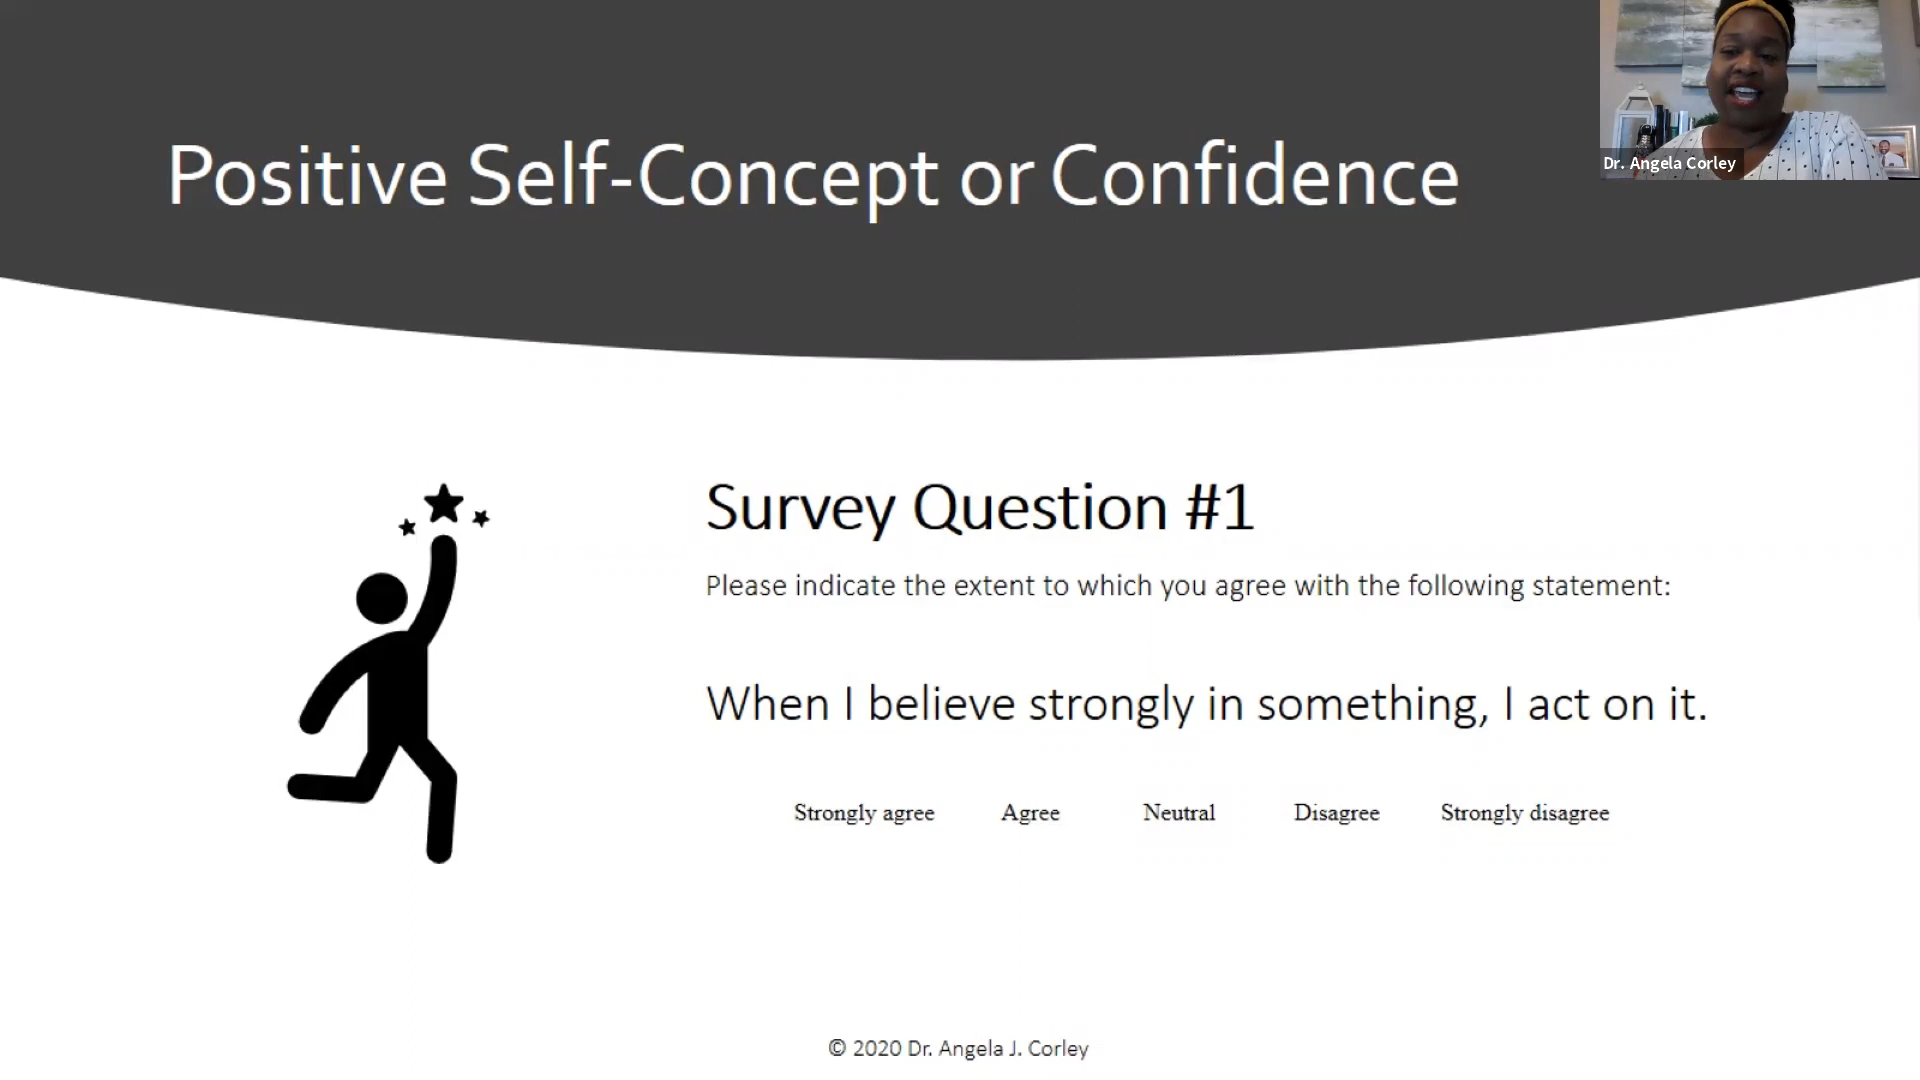 Positive Self-Concept or Confidence
Dr. Angela Corley
Survey Question #1
Please indicate the extent to which you agree with the following statement:
When I believe strongly in something, I act on it.
Strongly agree Agree Neutral Disagree Strongly disagree
© 2020 Dr. Angela J. Corley